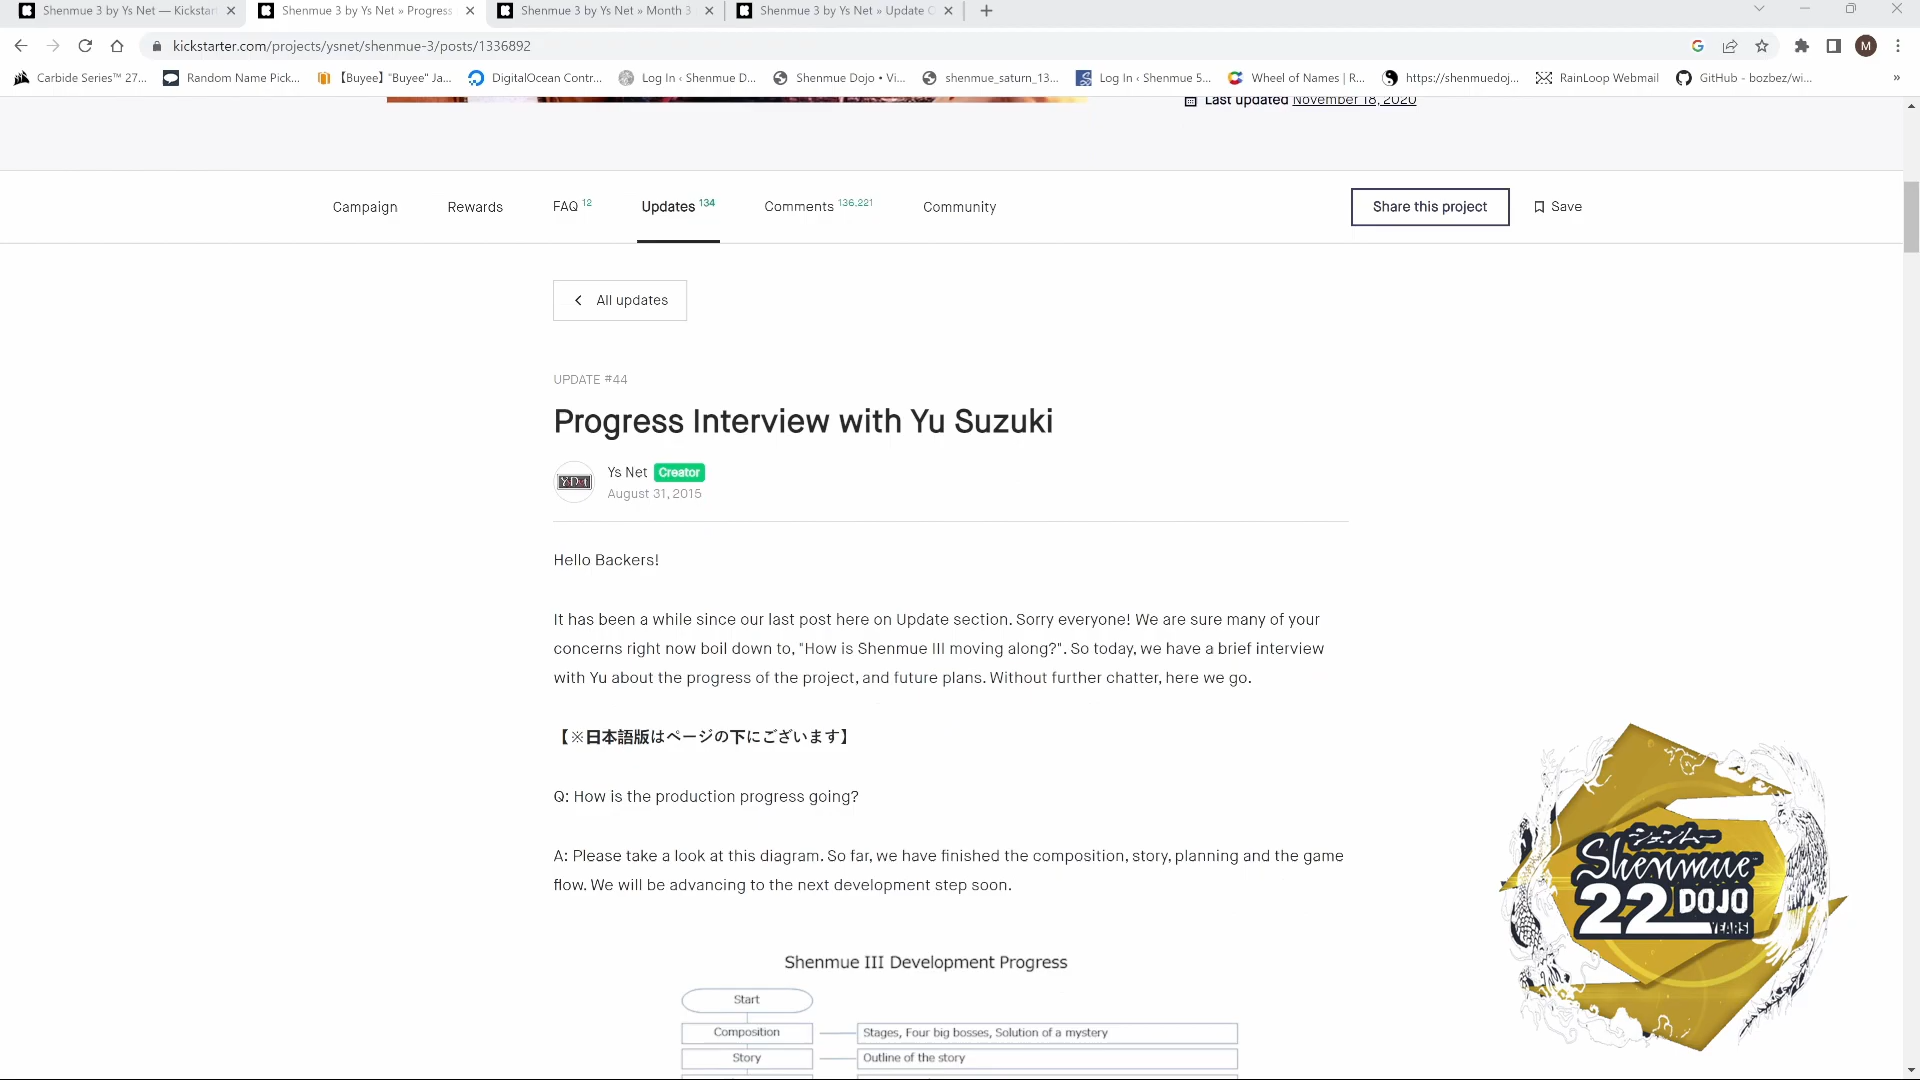 Shenmue 3 by Ys Net — Kickstar
Shenmue 3 by Ys Net » Progress
Shenmue 3 by Ys Net » Month 3
Shenmue 3 by Ys Net » Update
kickstarter.com/projects/ysnet/shenmue-3/posts/1336892
M
Carbide Series™ 27...
Random Name Pick...
【Buyee】 "Buyee" Ja...
DigitalOcean Contr...
Log In ‹ Shenmue D...
Shenmue Dojo • Vi...
shenmue_saturn_13...
Log In ‹ Shenmue 5...
Wheel of Names | R...
https://shenmuedoj...
RainLoop Webmail
GitHub - bozbez/wi...
»
Last updated November 18, 2020
Campaign
Rewards
FAQ 12
Updates 134
Comments 136,221
Community
Share this project
Save
All updates
UPDATE #44
Progress Interview with Yu Suzuki
Ys Net Creator
August 31, 2015
Hello Backers!
It has been a while since our last post here on Update section. Sorry everyone! We are sure many of your
concerns right now boil down to, "How is Shenmue III moving along?". So today, we have a brief interview
with Yu about the progress of the project, and future plans. Without further chatter, here we go.
【※日本語版はページの下にございます】
Q: How is the production progress going?
A: Please take a look at this diagram. So far, we have finished the composition, story, planning and the game
flow. We will be advancing to the next development step soon.
Shenmue III Development Progress
Start
Composition
Stages, Four big bosses, Solution of a mystery
Story
Outline of the story
シェンムー
Shenmue
22 DOJO
YEARS!